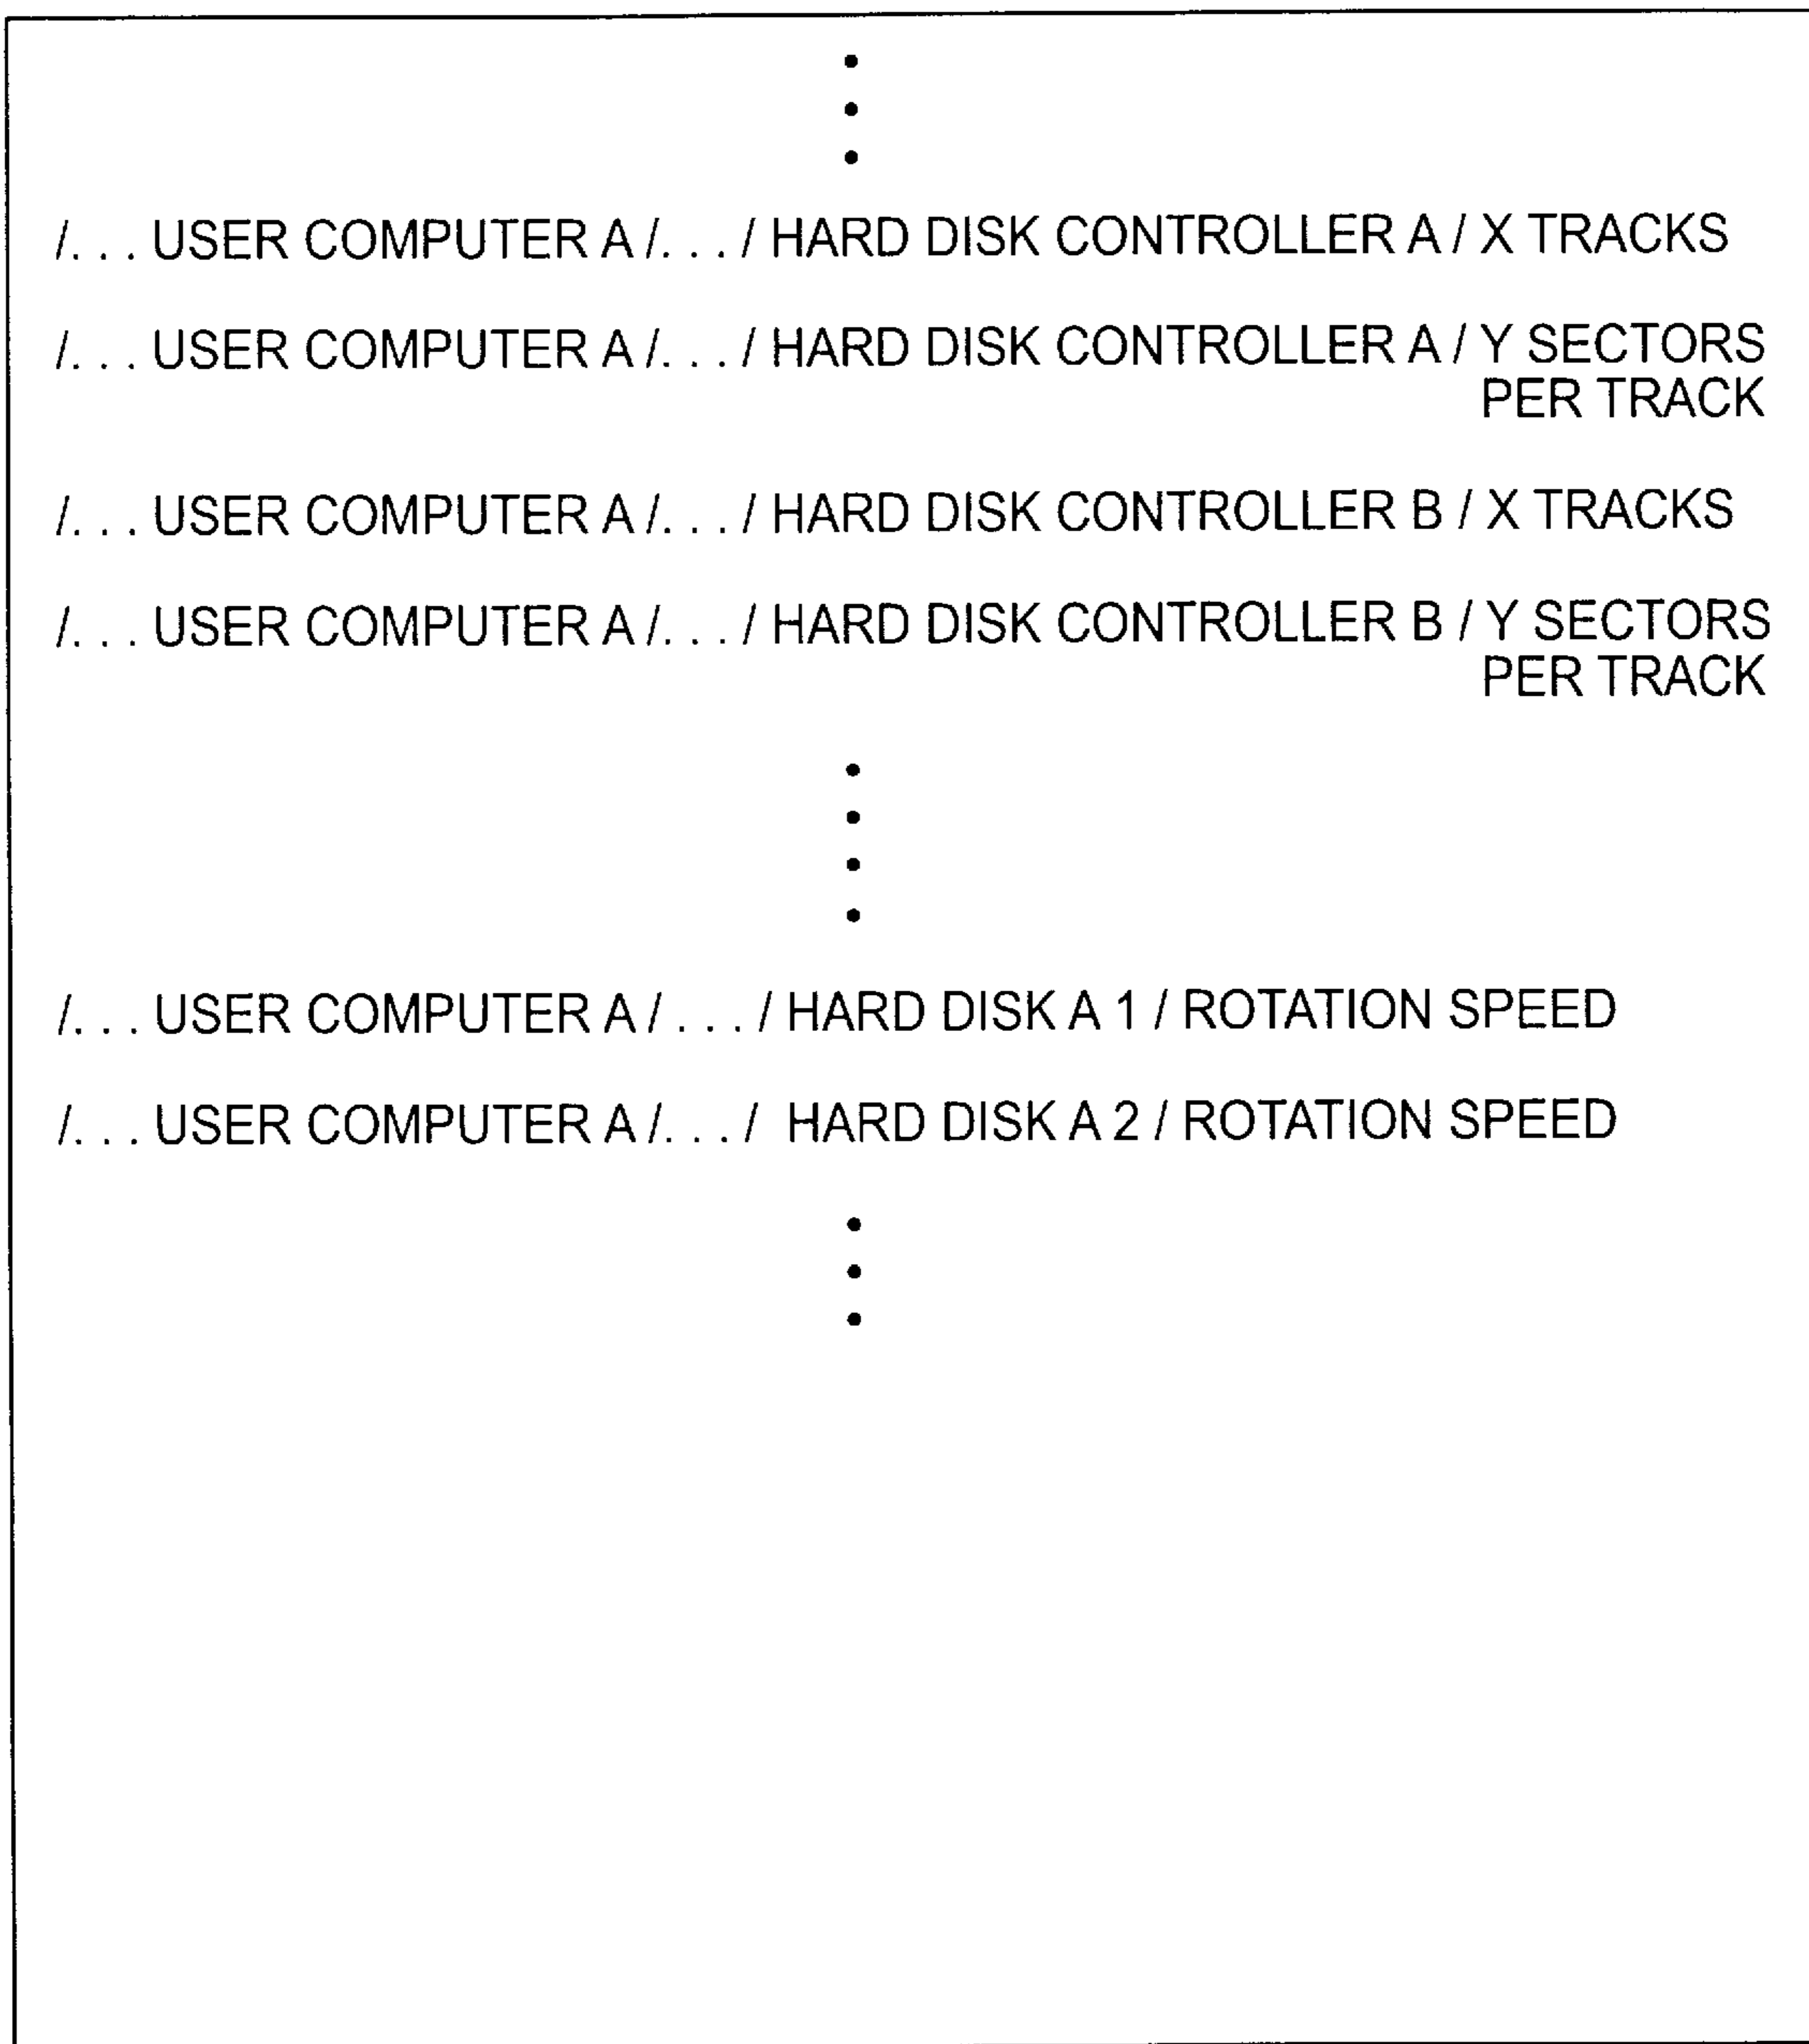 /. . . USER COMPUTER A /. . . / HARD DISK CONTROLLER A / X TRACKS
/. . . USER COMPUTER A /. . . / HARD DISK CONTROLLER A / Y SECTORS
PER TRACK
/. . . USER COMPUTER A /. . . / HARD DISK CONTROLLER B / X TRACKS
/. . . USER COMPUTER A /. . . / HARD DISK CONTROLLER B / Y SECTORS
PER TRACK
/. . . USER COMPUTER A / . . . / HARD DISK A 1 / ROTATION SPEED
/. . . USER COMPUTER A /. . . / HARD DISK A 2 / ROTATION SPEED